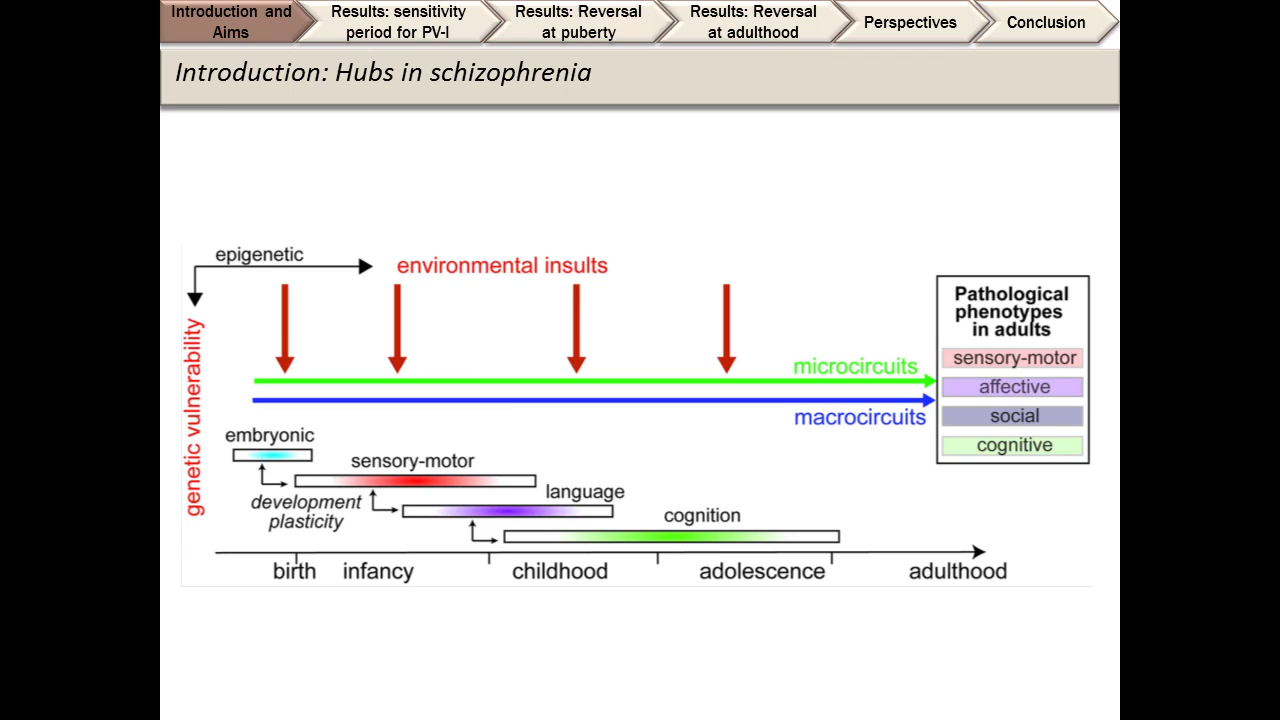 Introduction and
Aims
Results: sensitivity
period for PV-I
Results: Reversal
at puberty
Results: Reversal
at adulthood
Perspectives
Conclusion
Introduction: Hubs in schizophrenia
epigenetic
environmental insults
genetic vulnerability
microcircuits
macrocircuits
Pathological
phenotypes
in adults
sensory-motor
affective
social
cognitive
embryonic
sensory-motor
development
plasticity
language
cognition
birth
infancy
childhood
adolescence
adulthood